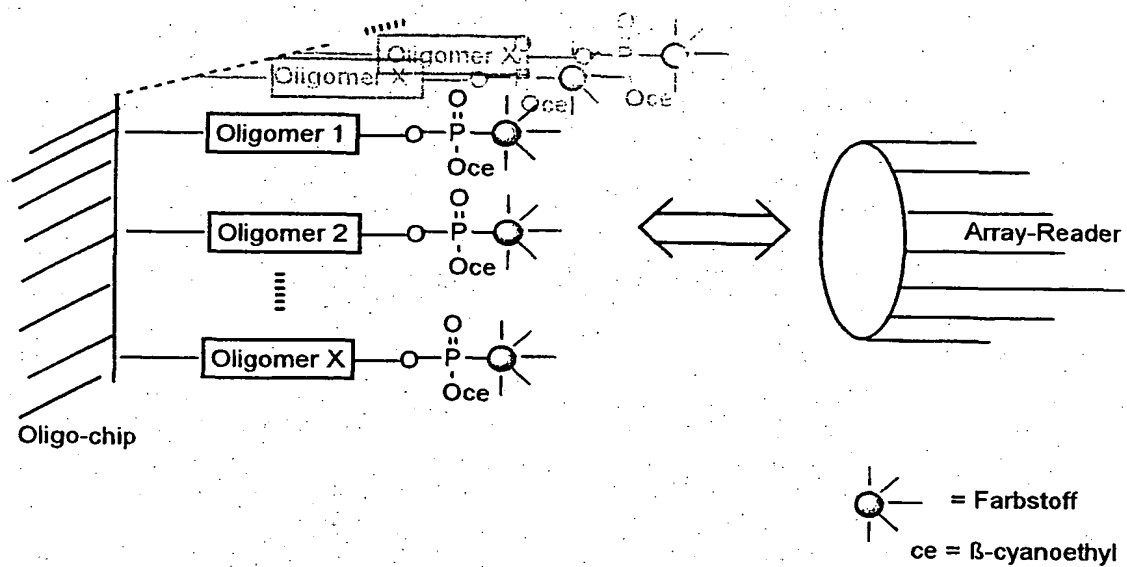 O
Oligomer X O P
Oligomer X O P Oce
Oce
O
Oligomer 1 O P
Oce
O
Oligomer 2 O P
Oce
Array-Reader
O
Oligomer X O P
Oce
Oligo-chip
= Farbstoff
ce = ß-cyanoethyl